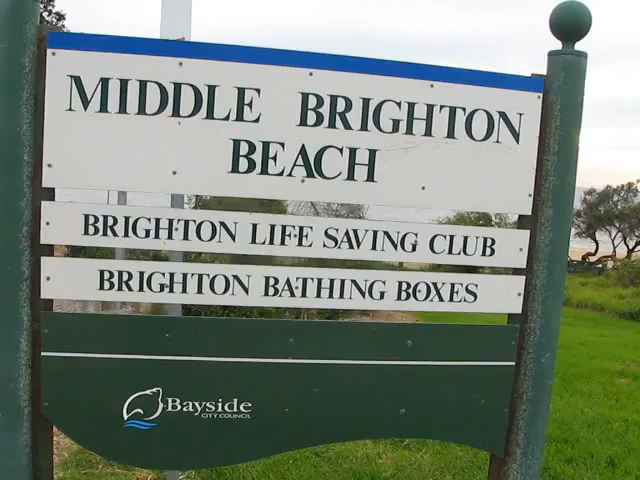 MIDDLE BRIGHTON
BEACH
BRIGHTON LIFE SAVING CLUB
BRIGHTON BATHING BOXES
Bayside
CITY COUNCIL